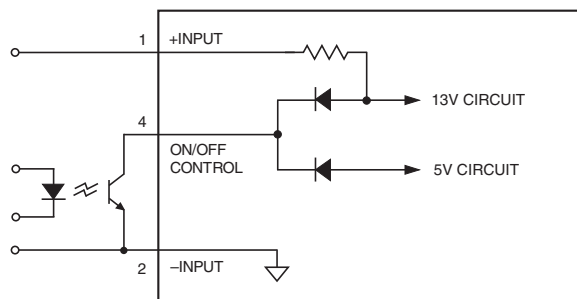 1
+INPUT
13V CIRCUIT
4
ON/OFF
CONTROL
5V CIRCUIT
2
–INPUT